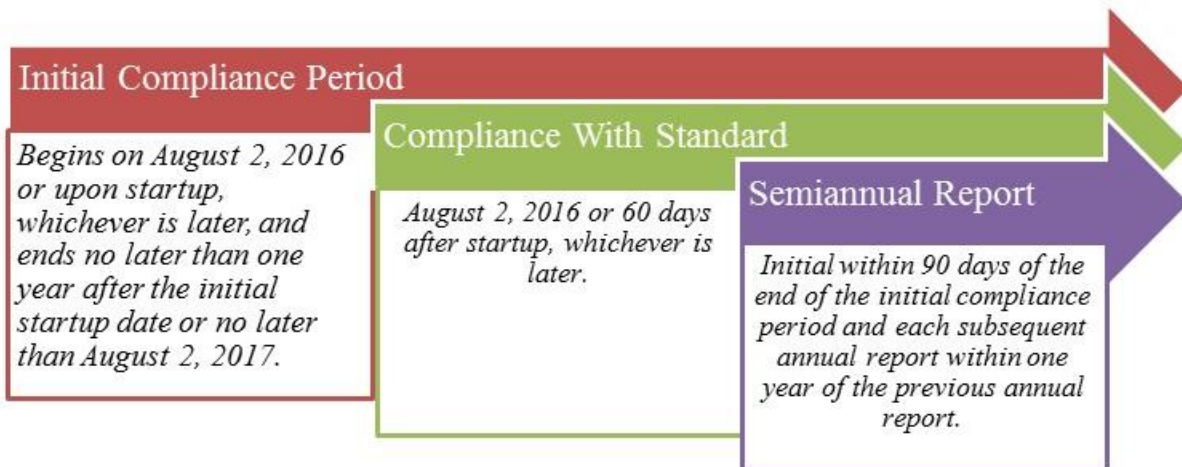 Initial Compliance Period
Begins on August 2, 2016
or upon startup,
whichever is later, and
ends no later than one
year after the initial
startup date or no later
than August 2, 2017.
Compliance With Standard
August 2, 2016 or 60 days
after startup, whichever is
later.
Semiannual Report
Initial within 90 days of the
end of the initial compliance
period and each subsequent
annual report within one
year of the previous annual
report.